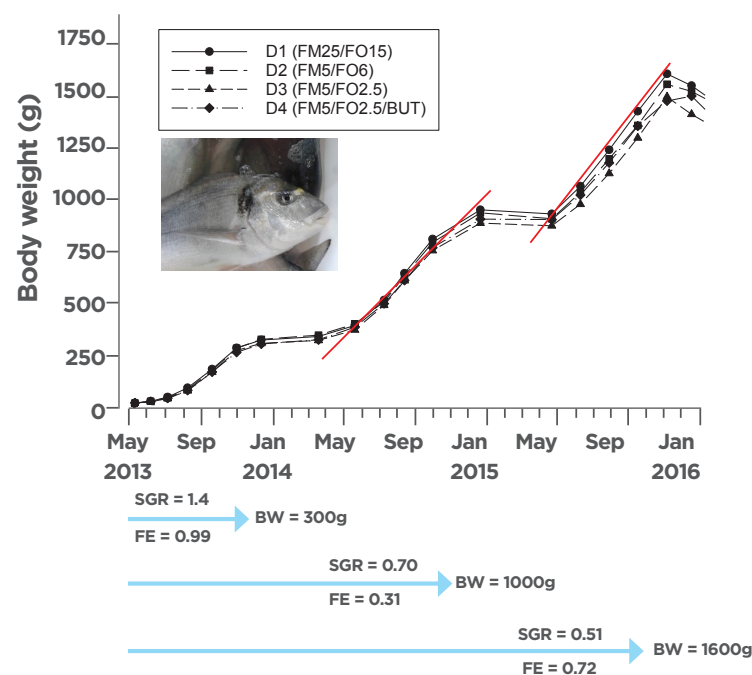 1750
1500
1250
1000
750
500
250
0
Body weight (g)
D1 (FM25/FO15)
D2 (FM5/FO6)
D3 (FM5/FO2.5)
D4 (FM5/FO2.5/BUT)
May Sep Jan May Sep Jan May Sep Jan
2013 2014 2015 2016
SGR = 1.4
FE = 0.99
BW = 300g
SGR = 0.70
FE = 0.31
BW = 1000g
SGR = 0.51
FE = 0.72
BW = 1600g